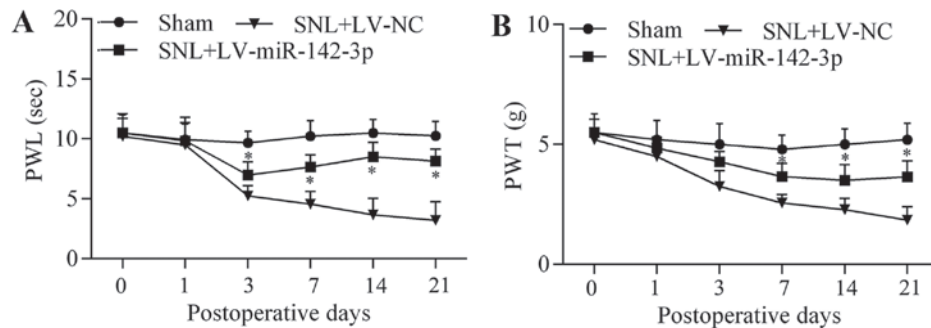 A
Sham
SNL+LV-NC
SNL+LV-miR-142-3p
20
15
10
5
0
PWL (sec)
*
*
*
*
0 1 3 7 14 21
Postoperative days
B
Sham
SNL+LV-NC
SNL+LV-miR-142-3p
10
5
0
PWT (g)
*
*
*
0 1 3 7 14 21
Postoperative days